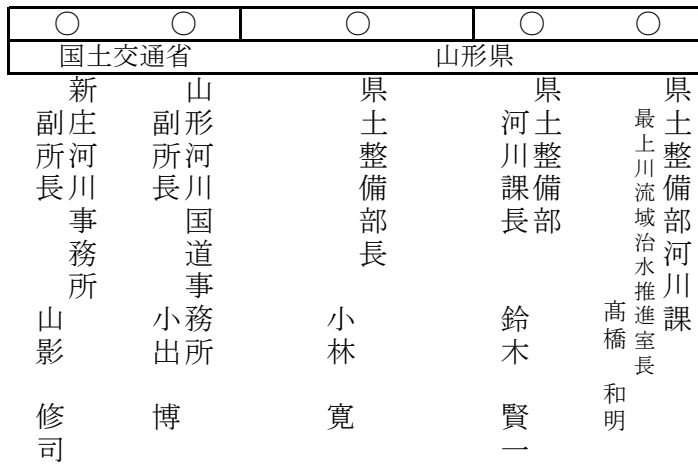 ○ ○ ○ ○ ○
国土交通省 山形県
県土整備部河川課
最上川流域治水推進室長
髙橋 和明
県土整備部
河川課長
鈴木 賢一
県土整備部長
小林 寛
山形河川国道事務所
副所長
小出 博
新庄河川事務所
副所長
山影 修司